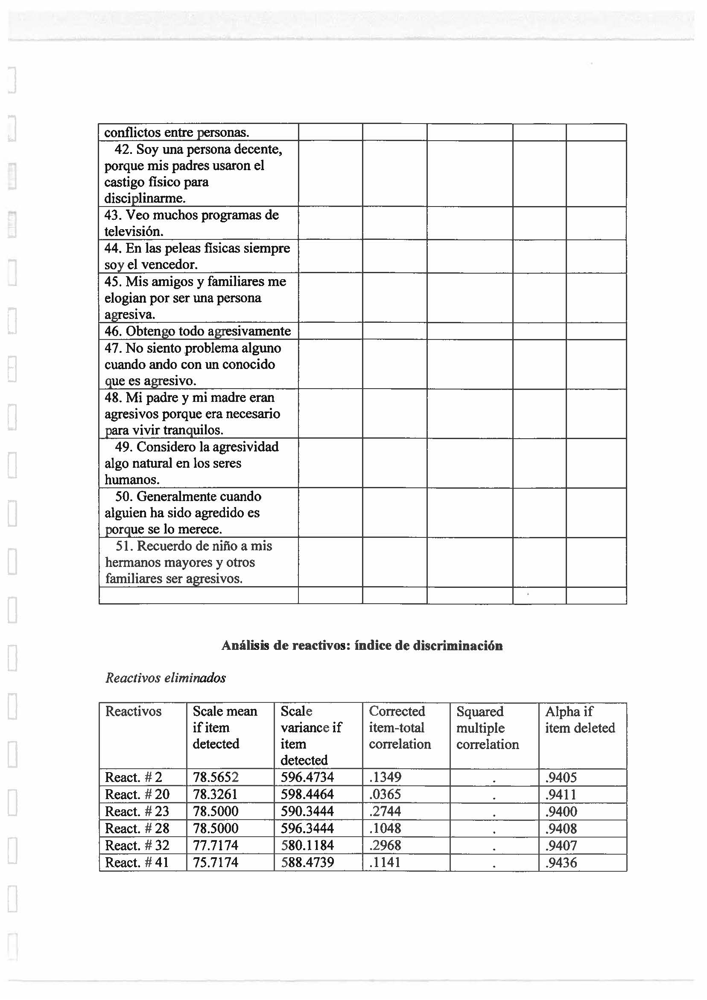 conflictos entre personas.
42. Soy una persona decente,
porque mis padres usaron el
castigo físico para
disciplinarme.
43. Veo muchos programas de
televisión.
44. En las peleas físicas siempre
soy el vencedor.
45. Mis amigos y familiares me
elogian por ser una persona
agresiva.
46. Obtengo todo agresivamente
47. No siento problema alguno
cuando ando con un conocido
que es agresivo.
48. Mi padre y mi madre eran
agresivos porque era necesario
para vivir tranquilos.
49. Considero la agresividad
algo natural en los seres
humanos.
50. Generalmente cuando
alguien ha sido agredido es
porque se lo merece.
51. Recuerdo de niño a mis
hermanos mayores y otros
familiares ser agresivos.
Análisis de reactivos: índice de discriminación
Reactivos eliminados
Reactivos Scale mean Scale Corrected Squared Alpha if
if item variance if item-total multiple item deleted
detected item correlation correlation
detected
React. # 2 78.5652 596.4734 .1349 . .9405
React. # 20 78.3261 598.4464 .0365 . .9411
React. # 23 78.5000 590.3444 .2744 . .9400
React. # 28 78.5000 596.3444 .1048 . .9408
React. # 32 77.7174 580.1184 .2968 . .9407
React. # 41 75.7174 588.4739 .1141 . .9436